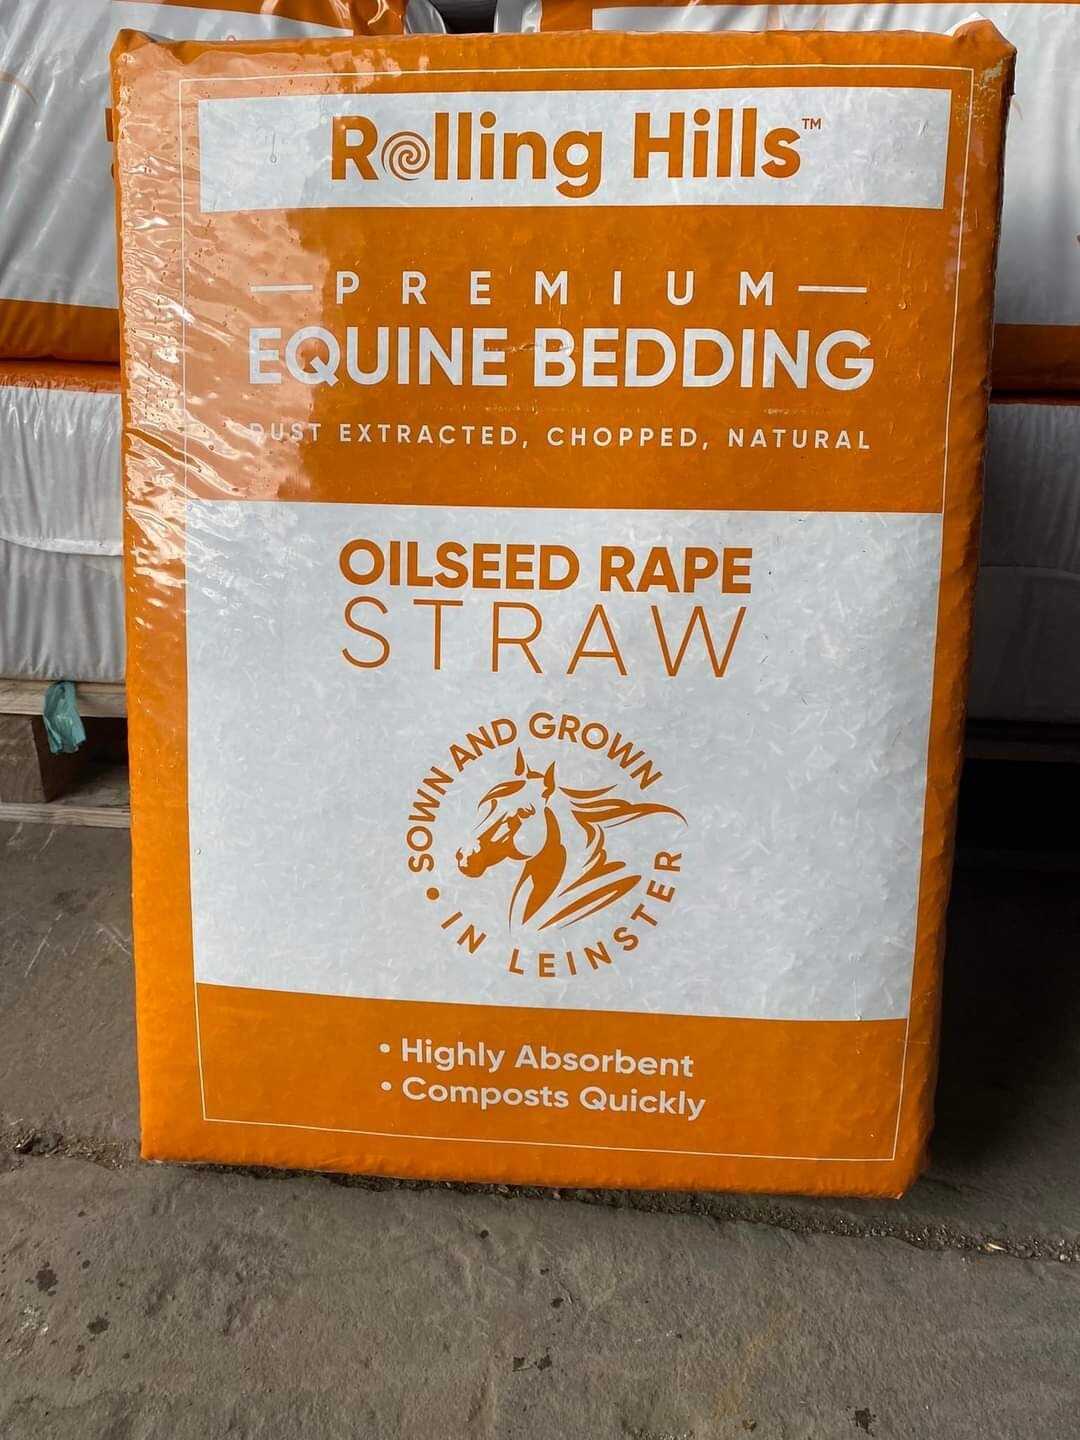 Rolling Hills™
PREMIUM
EQUINE BEDDING
DUST EXTRACTED, CHOPPED, NATURAL
OILSEED RAPE
STRAW
• SOWN AND GROWN
IN LEINSTER
• Highly Absorbent
• Composts Quickly